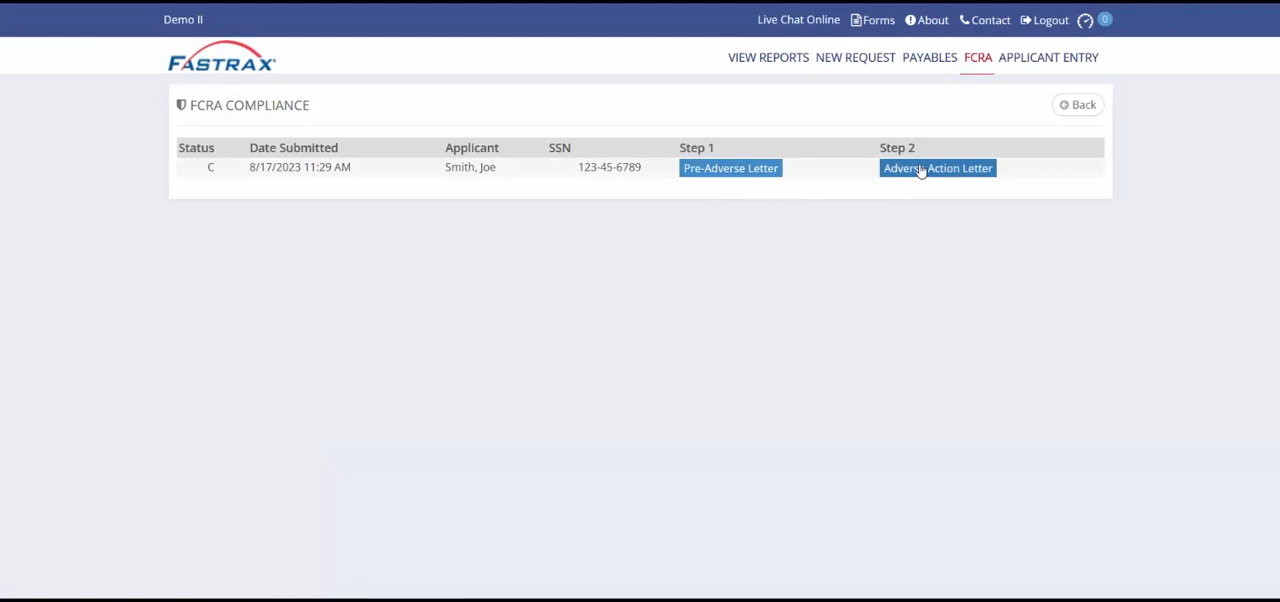 Demo II
Live Chat Online Forms About Contact Logout 0
FASTRAX
VIEW REPORTS NEW REQUEST PAYABLES FCRA APPLICANT ENTRY
FCRA COMPLIANCE Back
Status Date Submitted Applicant SSN Step 1 Step 2
C 8/17/2023 11:29 AM Smith, Joe 123-45-6789 Pre-Adverse Letter Adverse Action Letter